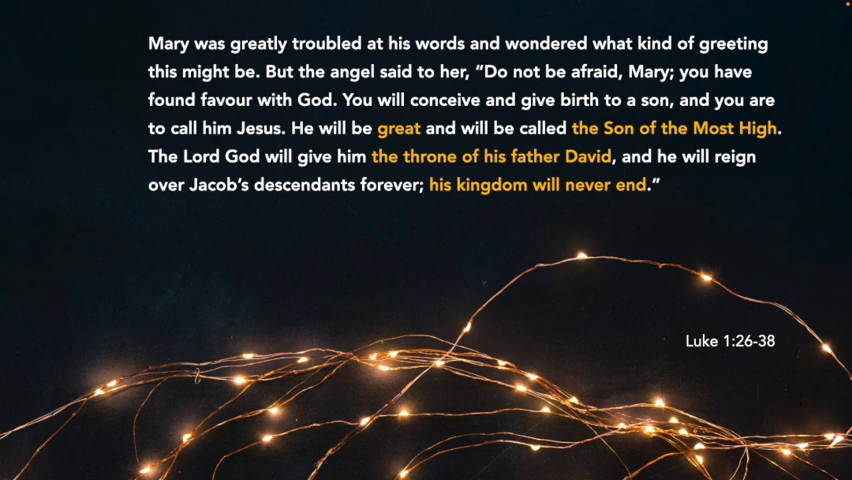 Mary was greatly troubled at his words and wondered what kind of greeting
this might be. But the angel said to her, “Do not be afraid, Mary; you have
found favour with God. You will conceive and give birth to a son, and you are
to call him Jesus. He will be great and will be called the Son of the Most High.
The Lord God will give him the throne of his father David, and he will reign
over Jacob’s descendants forever; his kingdom will never end.”
Luke 1:26-38